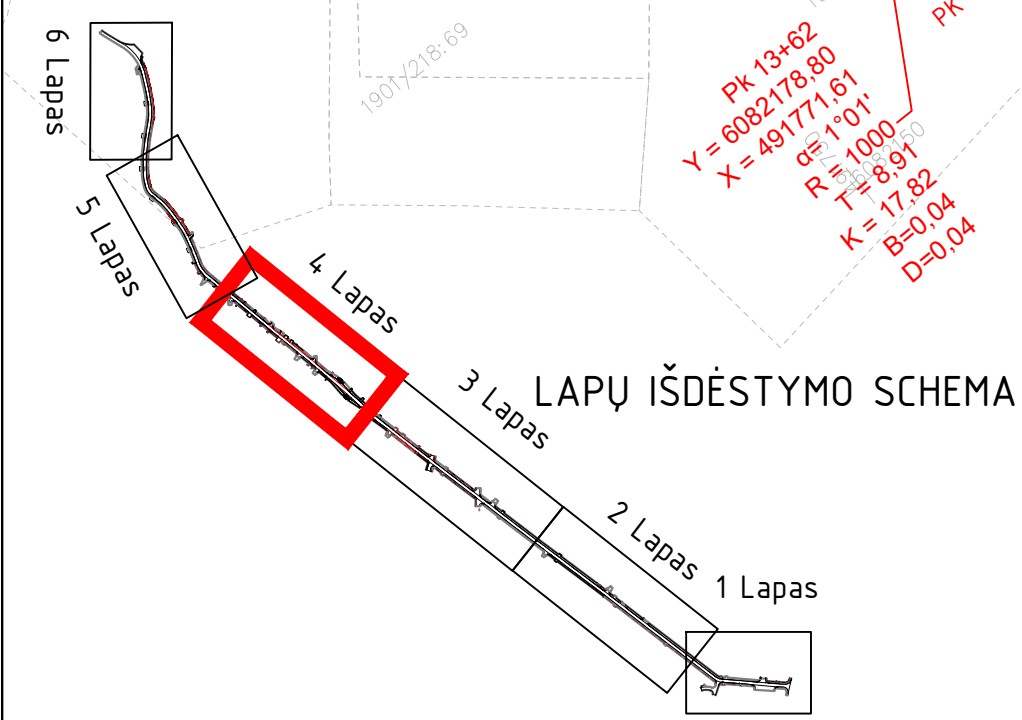 6 Lapas
1901/218:69
Pk
Pk 13+62
Y = 6082178,80
X = 491771,61
α= 1°01'
R = 1000
T = 8,91
K = 17,82
B=0,04
D=0,04
5 Lapas
4 Lapas
3 Lapas
LAPŲ IŠDĖSTYMO SCHEMA
2 Lapas
1 Lapas